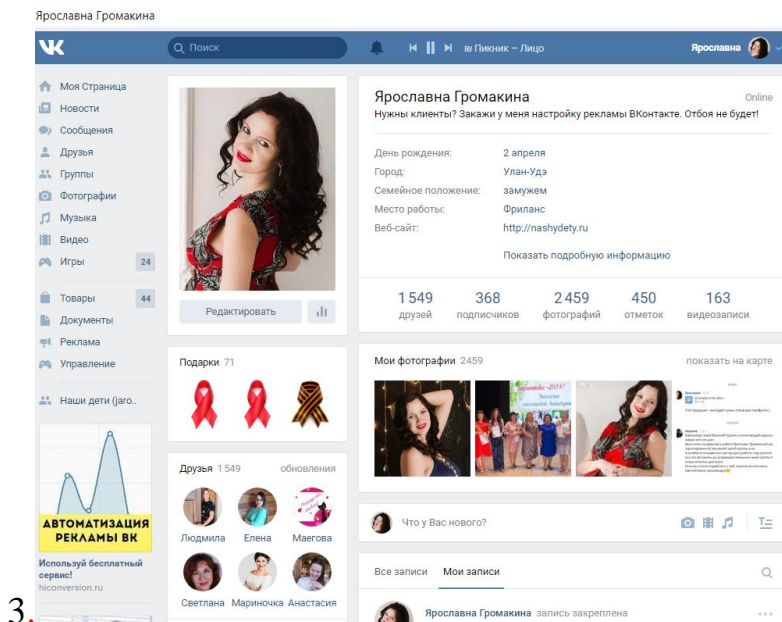 Ярославна Громакина
Поиск
Пикник – Лицо
Ярославна
Моя Страница
Новости
Сообщения
Друзья
Группы
Фотографии
Музыка
Видео
Игры 24
Товары 44
Документы
Реклама
Управление
Наши дети (jaro..
АВТОМАТИЗАЦИЯ
РЕКЛАМЫ ВК
Используй бесплатный
сервис!
hiconversion.ru
Редактировать
Подарки 71
Друзья 1 549 обновления
Людмила Елена Маегова
Светлана Мариночка Анастасия
Ярославна Громакина Online
Нужны клиенты? Закажи у меня настройку рекламы ВКонтакте. Отбоя не будет!
День рождения: 2 апреля
Город: Улан-Удэ
Семейное положение: замужем
Место работы: Фриланс
Веб-сайт: http://nashydety.ru
Показать подробную информацию
1 549 368 2 459 450 163
друзей подписчиков фотографий отметок видеозаписи
Мои фотографии 2459 показать на карте
Что у Вас нового?
Все записи Мои записи
Ярославна Громакина запись закреплена
3.